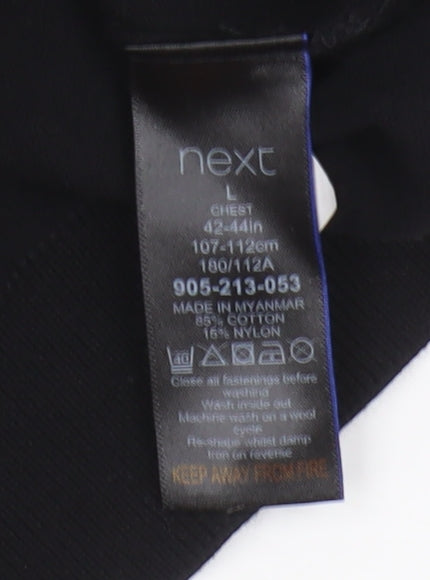 next
L
CHEST
42-44in
107-112cm
180/112A
905-213-053
MADE IN MYANMAR
85% COTTON
15% NYLON
40
Close all fastenings before
washing
Wash inside out
Machine wash on a wool
cycle
Re-shape whilst damp
Iron on reverse
KEEP AWAY FROM FIRE